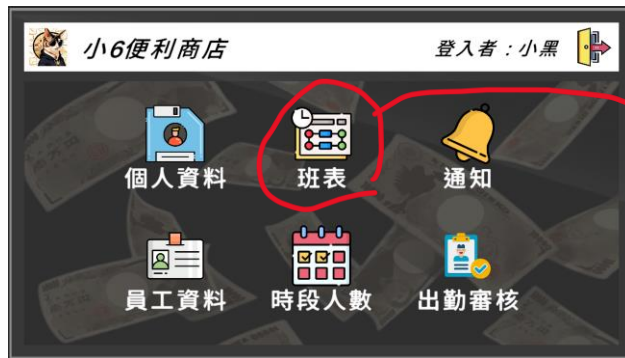 小6便利商店
登入者：小黑
個人資料
班表
通知
員工資料
時段人數
出勤審核